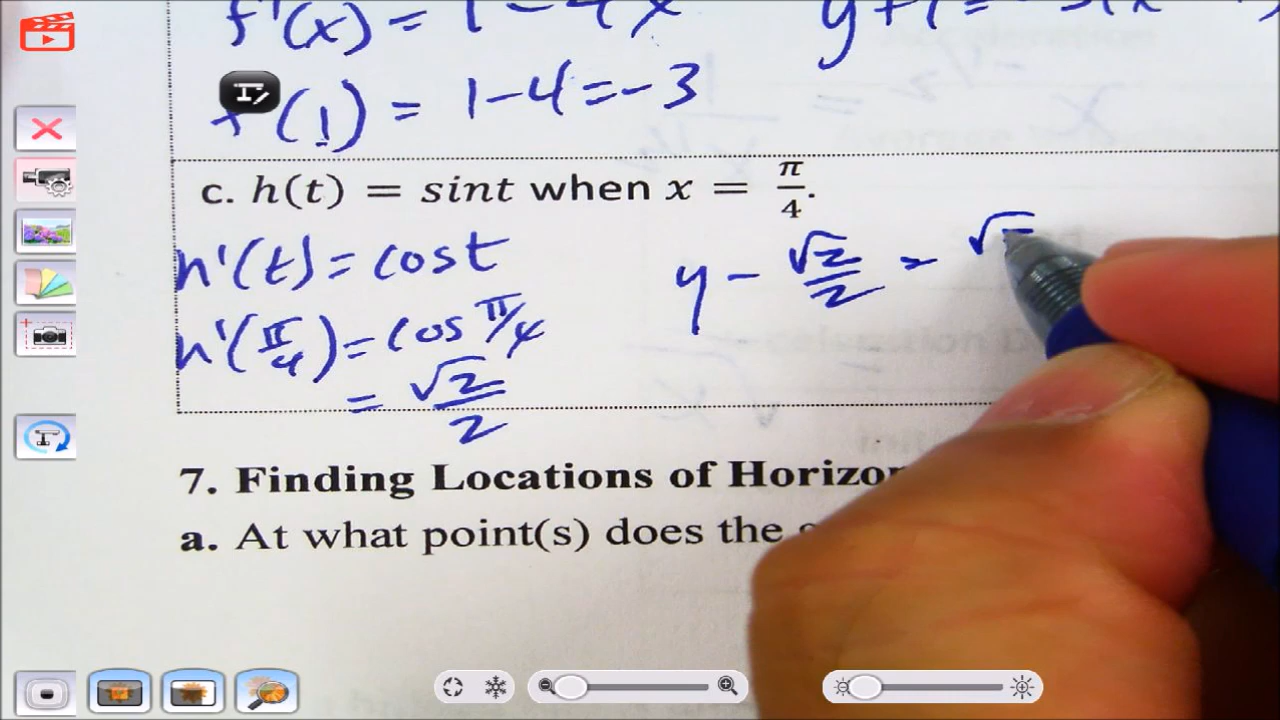 f'(x) = 1 - 4x
f'(1) = 1 - 4 = -3
c. h(t) = sint when x = π/4.
h'(t) = cos t
h'(π/4) = cos π/4
= √2/2
y - √2/2 = √
7. Finding Locations of Horizon
a. At what point(s) does the